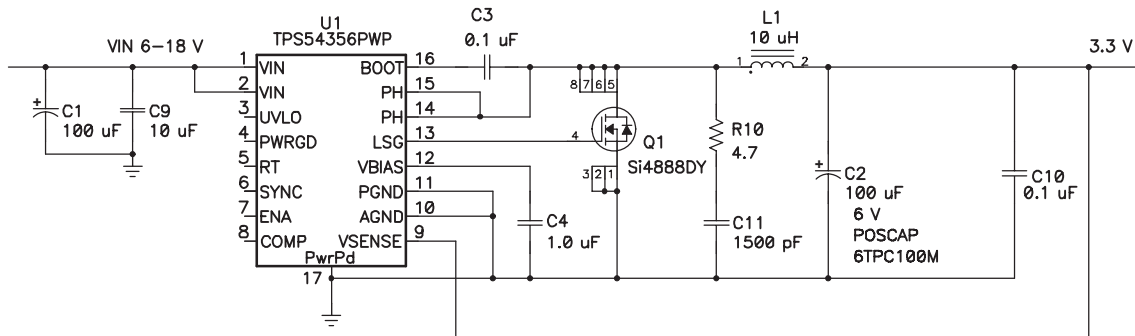 U1
TPS54356PWP
VIN 6-18 V
C1
100 uF
C9
10 uF
1 VIN
2 VIN
3 UVLO
4 PWRGD
5 RT
6 SYNC
7 ENA
8 COMP
BOOT 16
PH 15
PH 14
LSG 13
VBIAS 12
PGND 11
AGND 10
VSENSE 9
PwrPd
17
C3
0.1 uF
C4
1.0 uF
8 7 6 5
4
3 2 1
Q1
Si4888DY
R10
4.7
C11
1500 pF
L1
10 uH
1 2
C2
100 uF
6 V
POSCAP
6TPC100M
C10
0.1 uF
3.3 V
+
+